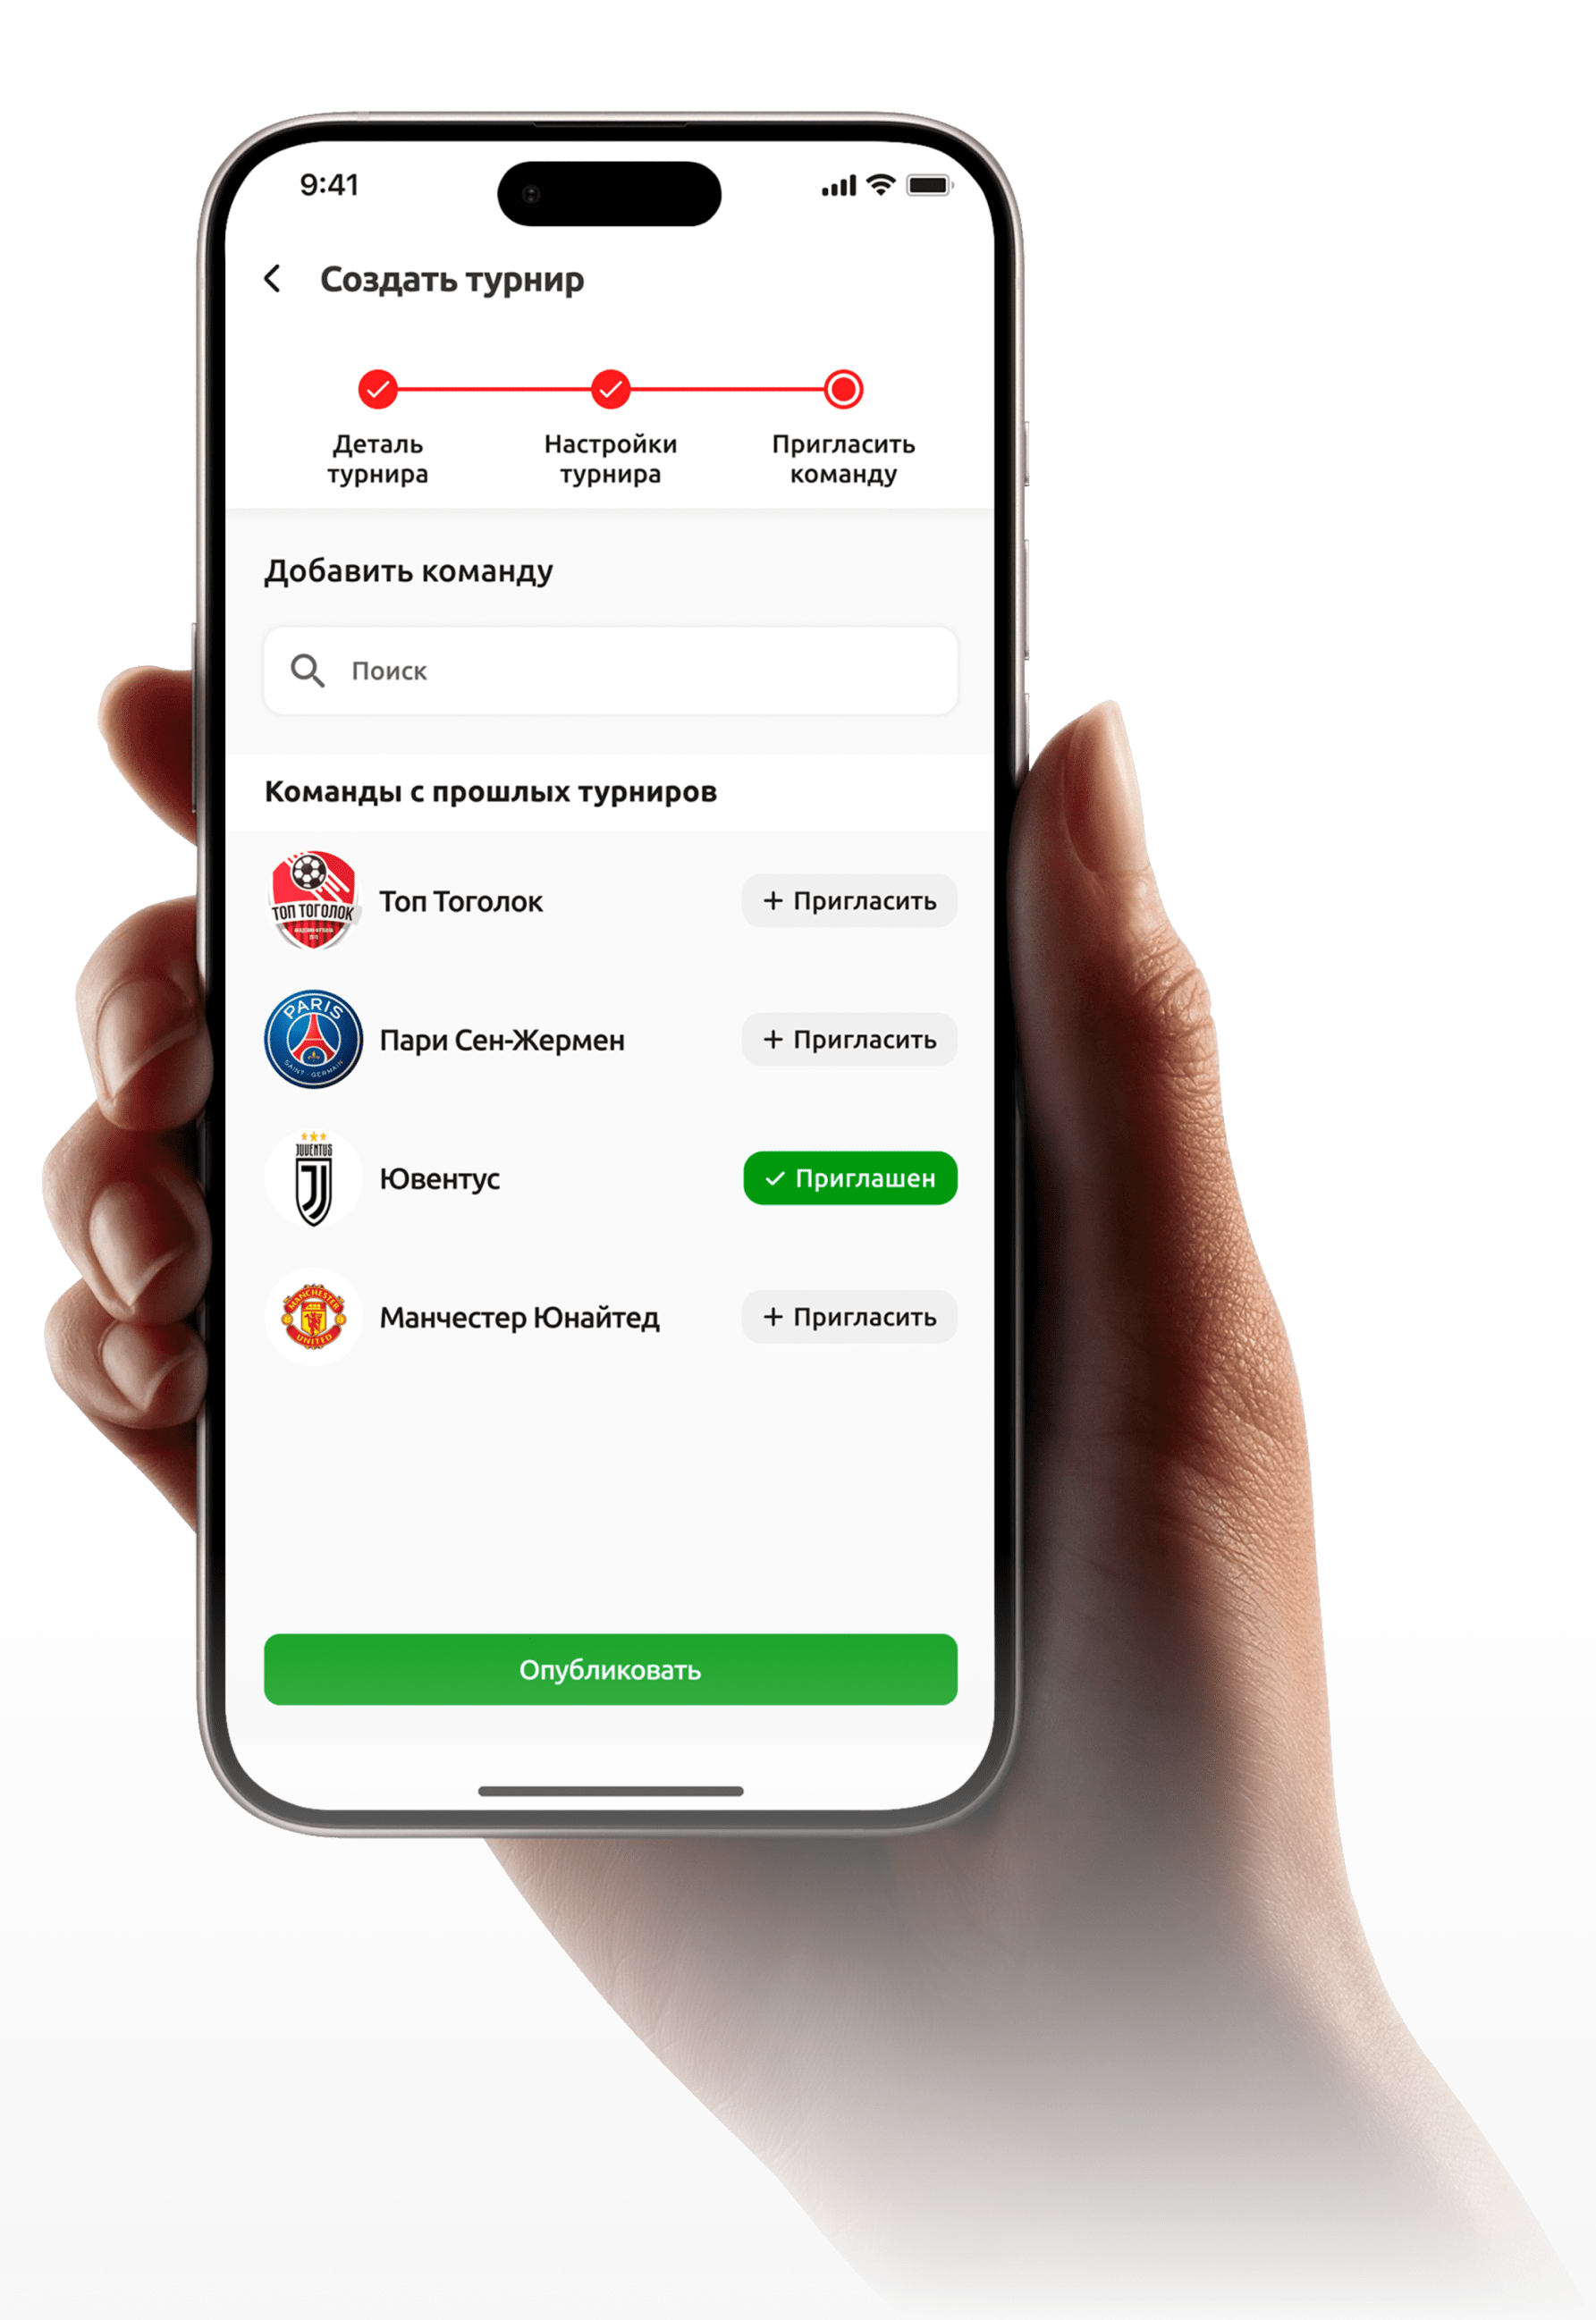 9:41
Создать турнир
Деталь
турнира
Настройки
турнира
Пригласить
команду
Добавить команду
Поиск
Команды с прошлых турниров
ТОП ТОГОЛОК
Топ Тоголок
+ Пригласить
PARIS
SAINT-GERMAIN
Пари Сен-Жермен
+ Пригласить
JUVENTUS
Ювентус
Приглашен
MANCHESTER
UNITED
Манчестер Юнайтед
+ Пригласить
Опубликовать